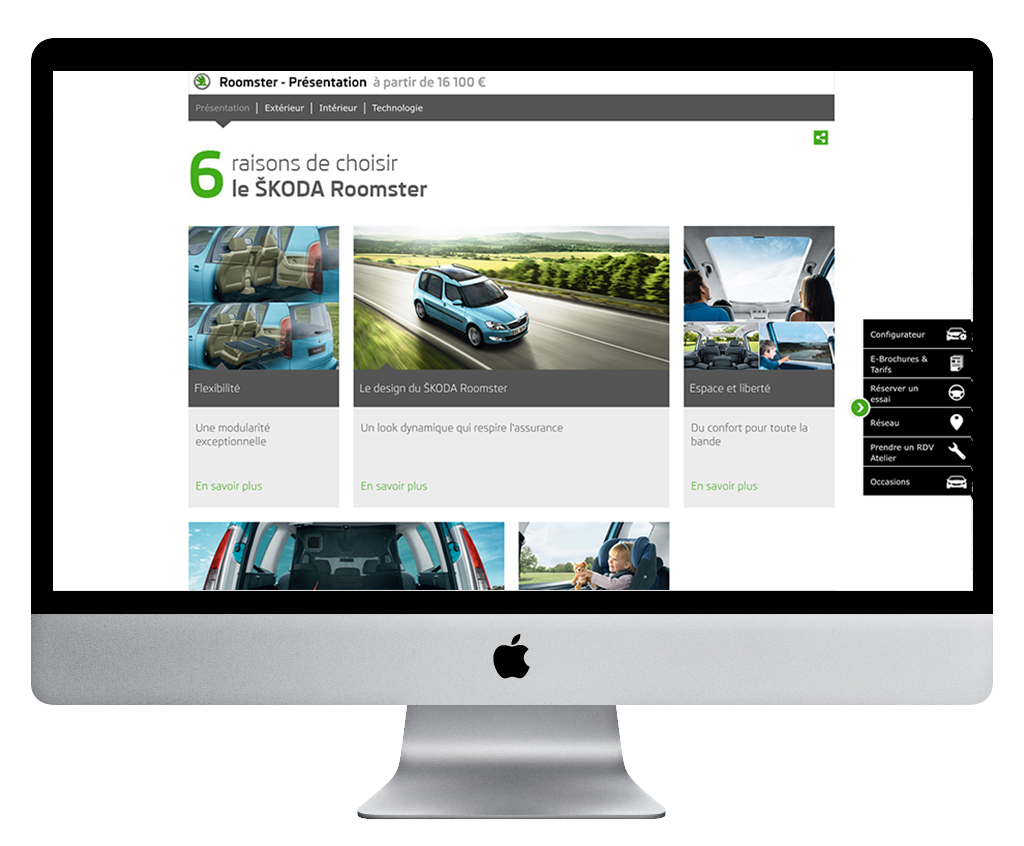 Roomster - Présentation à partir de 16 100 €
Présentation | Extérieur | Intérieur | Technologie
6 raisons de choisir
le ŠKODA Roomster
Flexibilité
Une modularité
exceptionnelle
En savoir plus
Le design du ŠKODA Roomster
Un look dynamique qui respire l'assurance
En savoir plus
Espace et liberté
Du confort pour toute la
bande
En savoir plus
Configurateur
E-Brochures &
Tarifs
Réserver un
essai
Réseau
Prendre un RDV
Atelier
Occasions